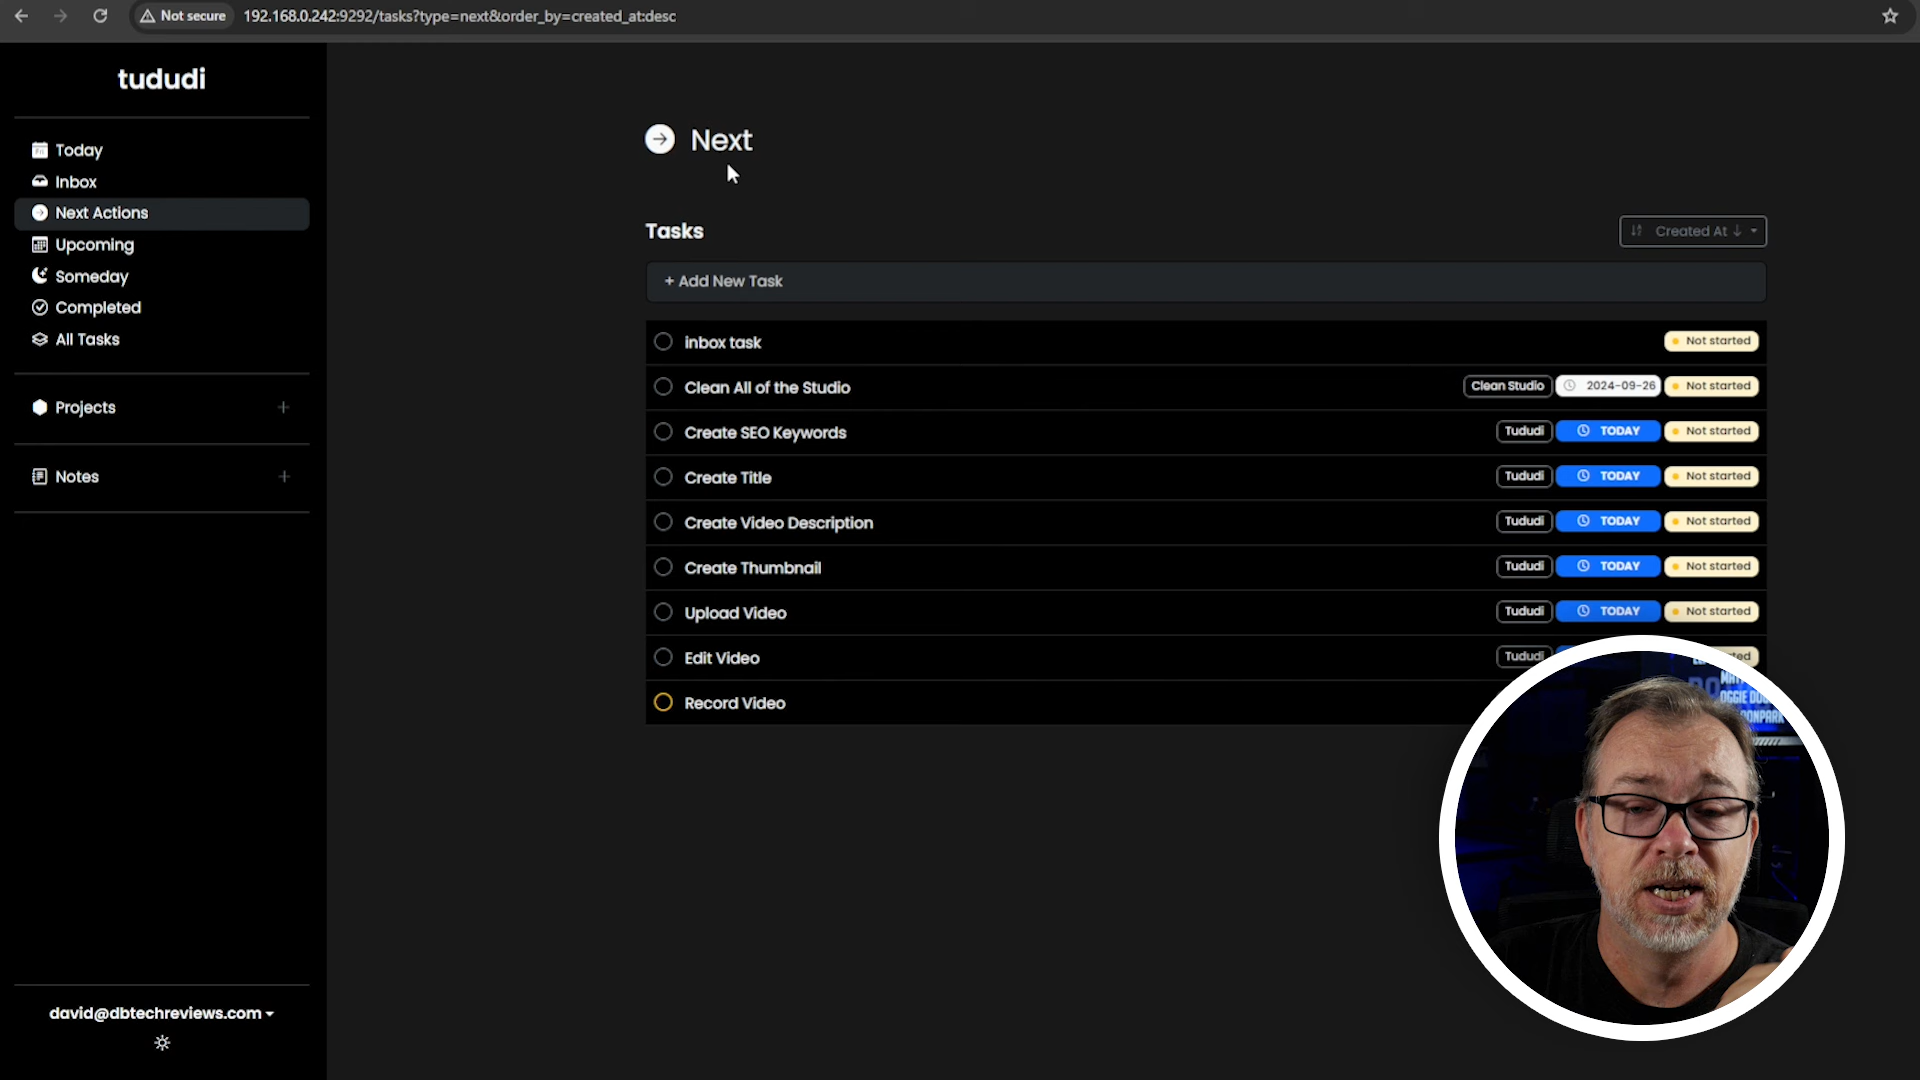 Not secure 192.168.0.242:9292/tasks?type=next&order_by=created_at:desc
tududi
Today
Inbox
Next Actions
Upcoming
Someday
Completed
All Tasks
Projects +
Notes +
david@dbtechreviews.com
Next
Tasks
Created At ↓
+ Add New Task
inbox task Not started
Clean All of the Studio Clean Studio 2024-09-26 Not started
Create SEO Keywords Tududi TODAY Not started
Create Title Tududi TODAY Not started
Create Video Description Tududi TODAY Not started
Create Thumbnail Tududi TODAY Not started
Upload Video Tududi TODAY Not started
Edit Video Tududi
Record Video